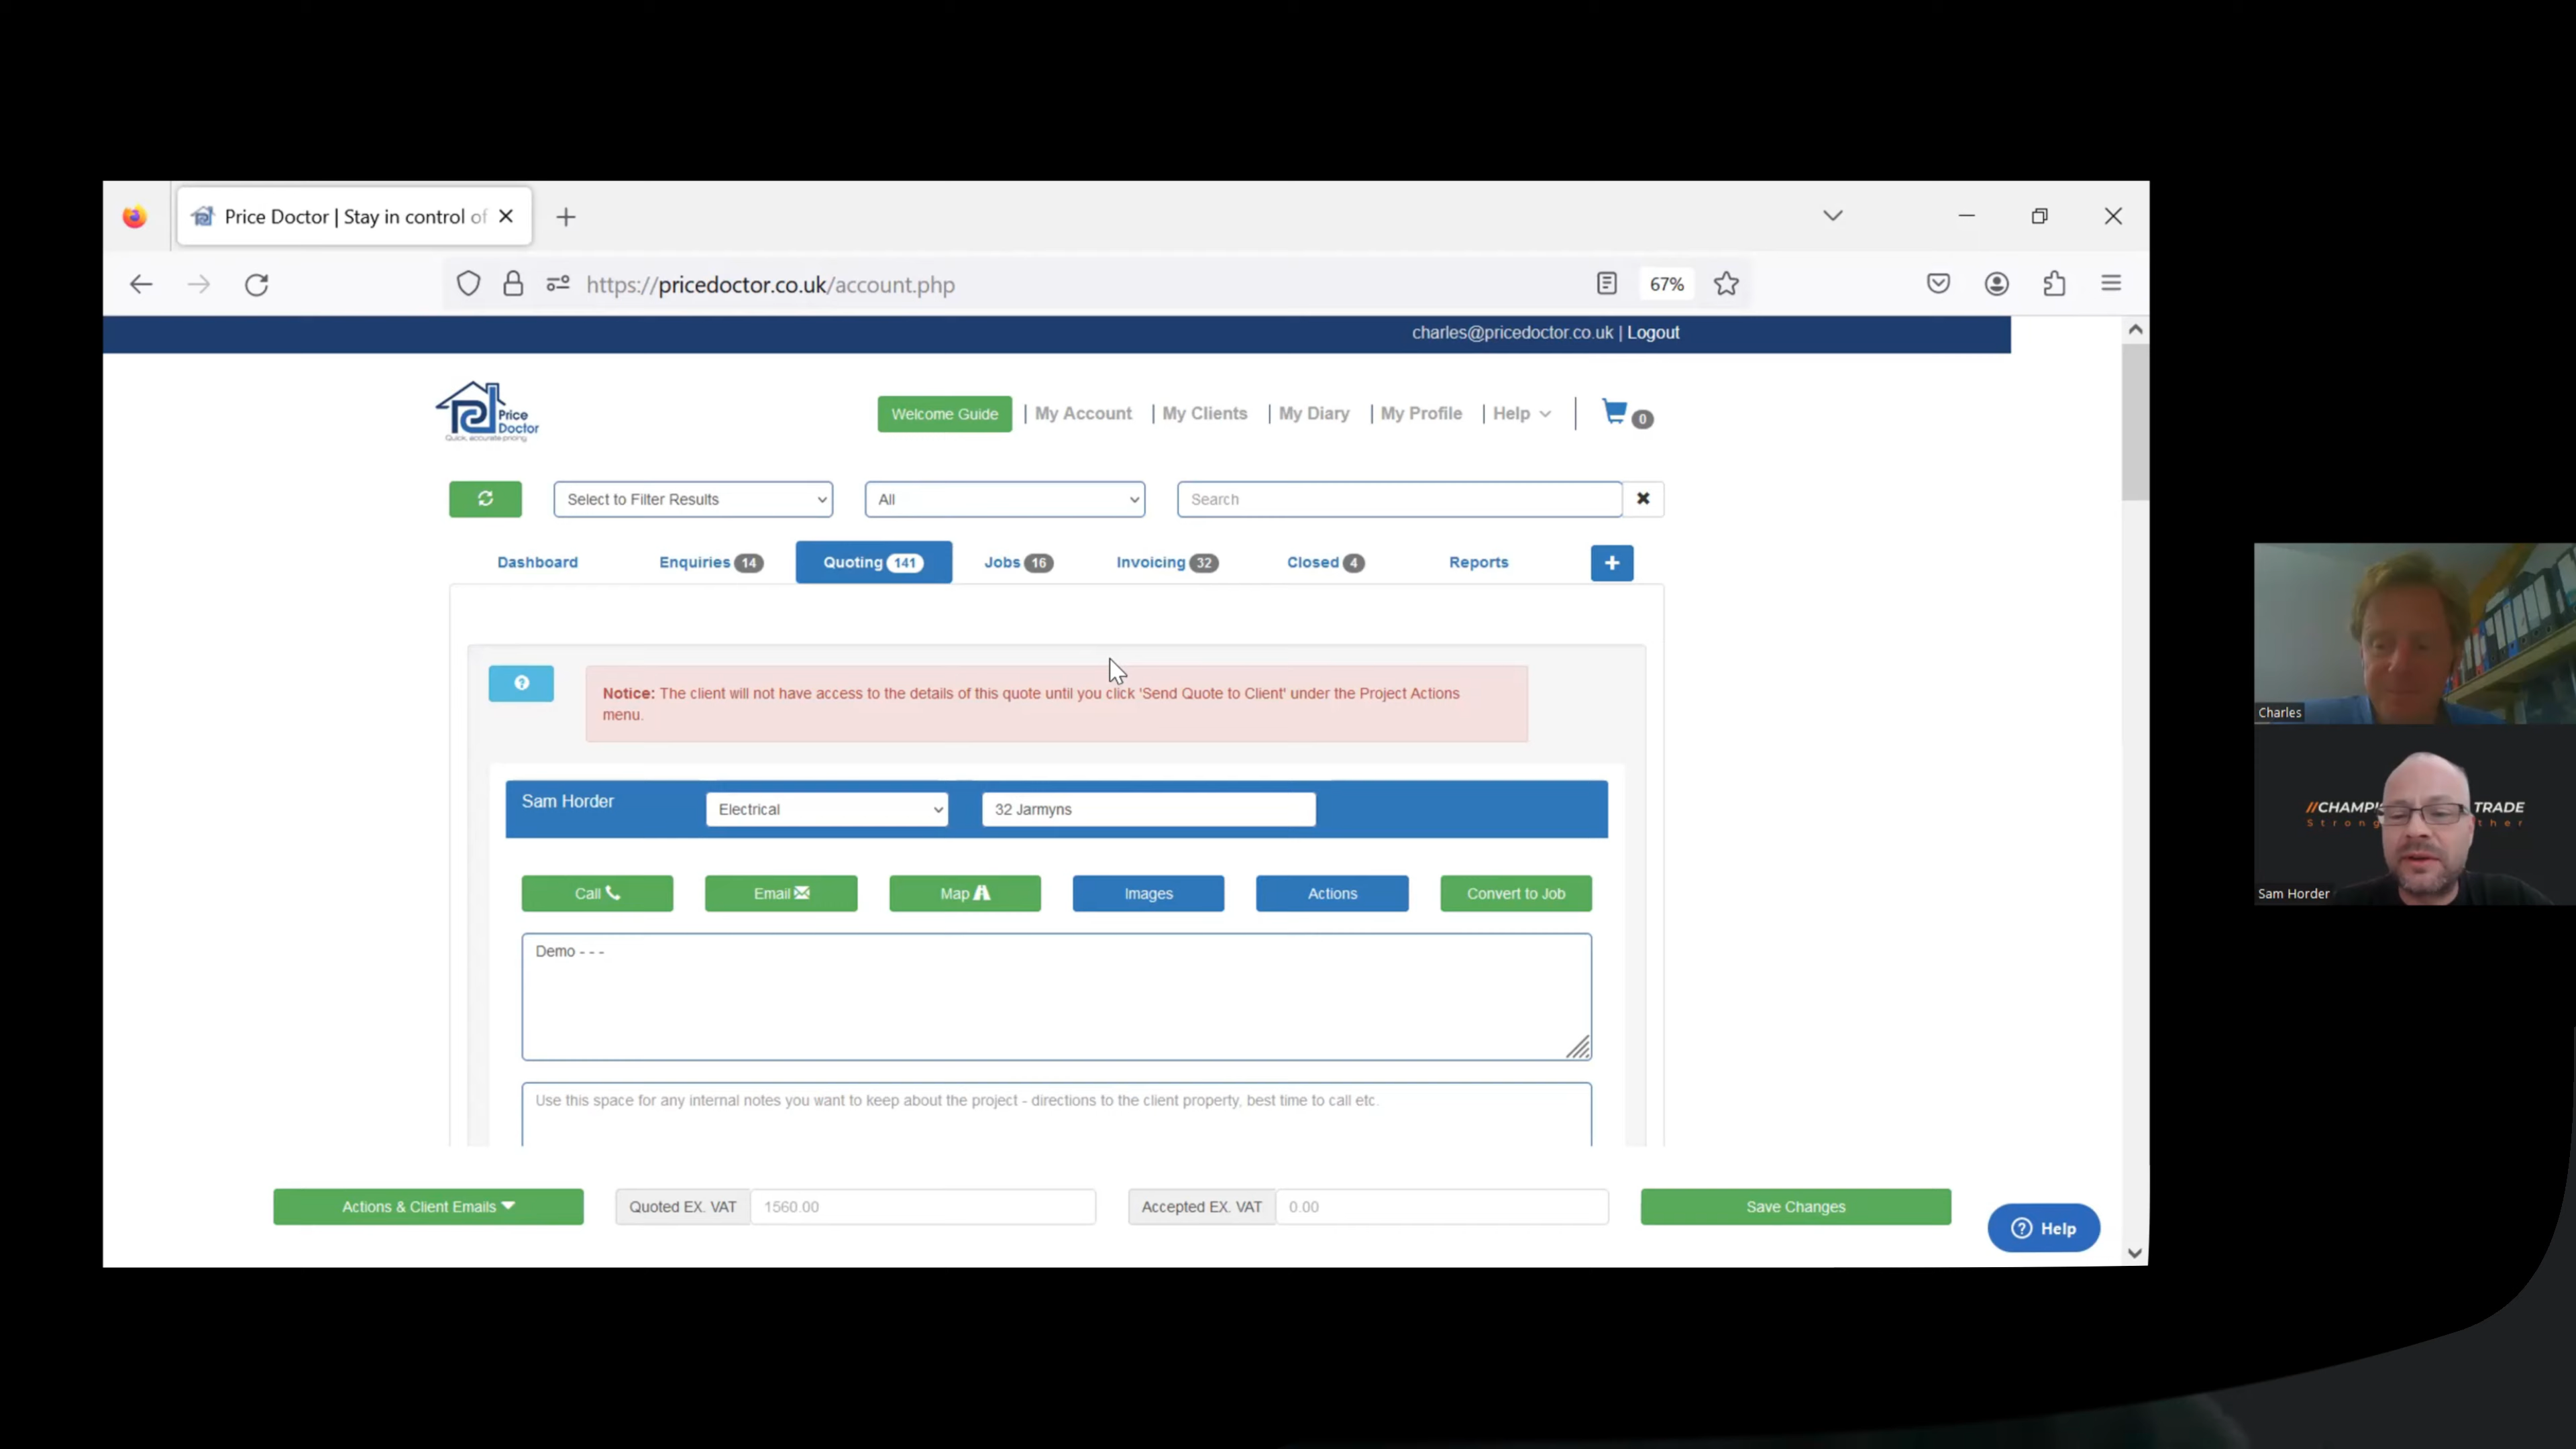 Price Doctor | Stay in control of
https://pricedoctor.co.uk/account.php
67%
charles@pricedoctor.co.uk | Logout
Price
Doctor
Quick, accurate pricing
Welcome Guide | My Account | My Clients | My Diary | My Profile | Help
0
Select to Filter Results
All
Search
Dashboard
Enquiries 14
Quoting 141
Jobs 16
Invoicing 32
Closed 4
Reports
Notice: The client will not have access to the details of this quote until you click 'Send Quote to Client' under the Project Actions
menu.
Sam Horder
Electrical
32 Jarmyns
Call
Email
Map
Images
Actions
Convert to Job
Demo - - -
Use this space for any internal notes you want to keep about the project - directions to the client property, best time to call etc.
Actions & Client Emails
Quoted EX. VAT
1560.00
Accepted EX. VAT
0.00
Save Changes
Help
Charles
//CHAMPI TRADE
Strong ther
Sam Horder